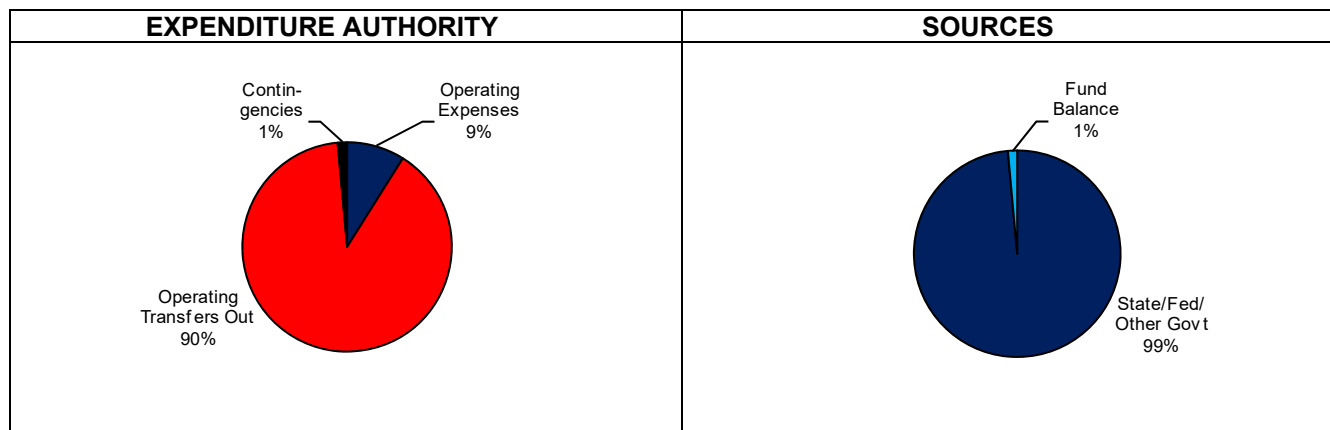 EXPENDITURE AUTHORITY
SOURCES
Contin-
gencies
1%
Operating
Expenses
9%
Operating
Transfers Out
90%
Fund
Balance
1%
State/Fed/
Other Govt
99%